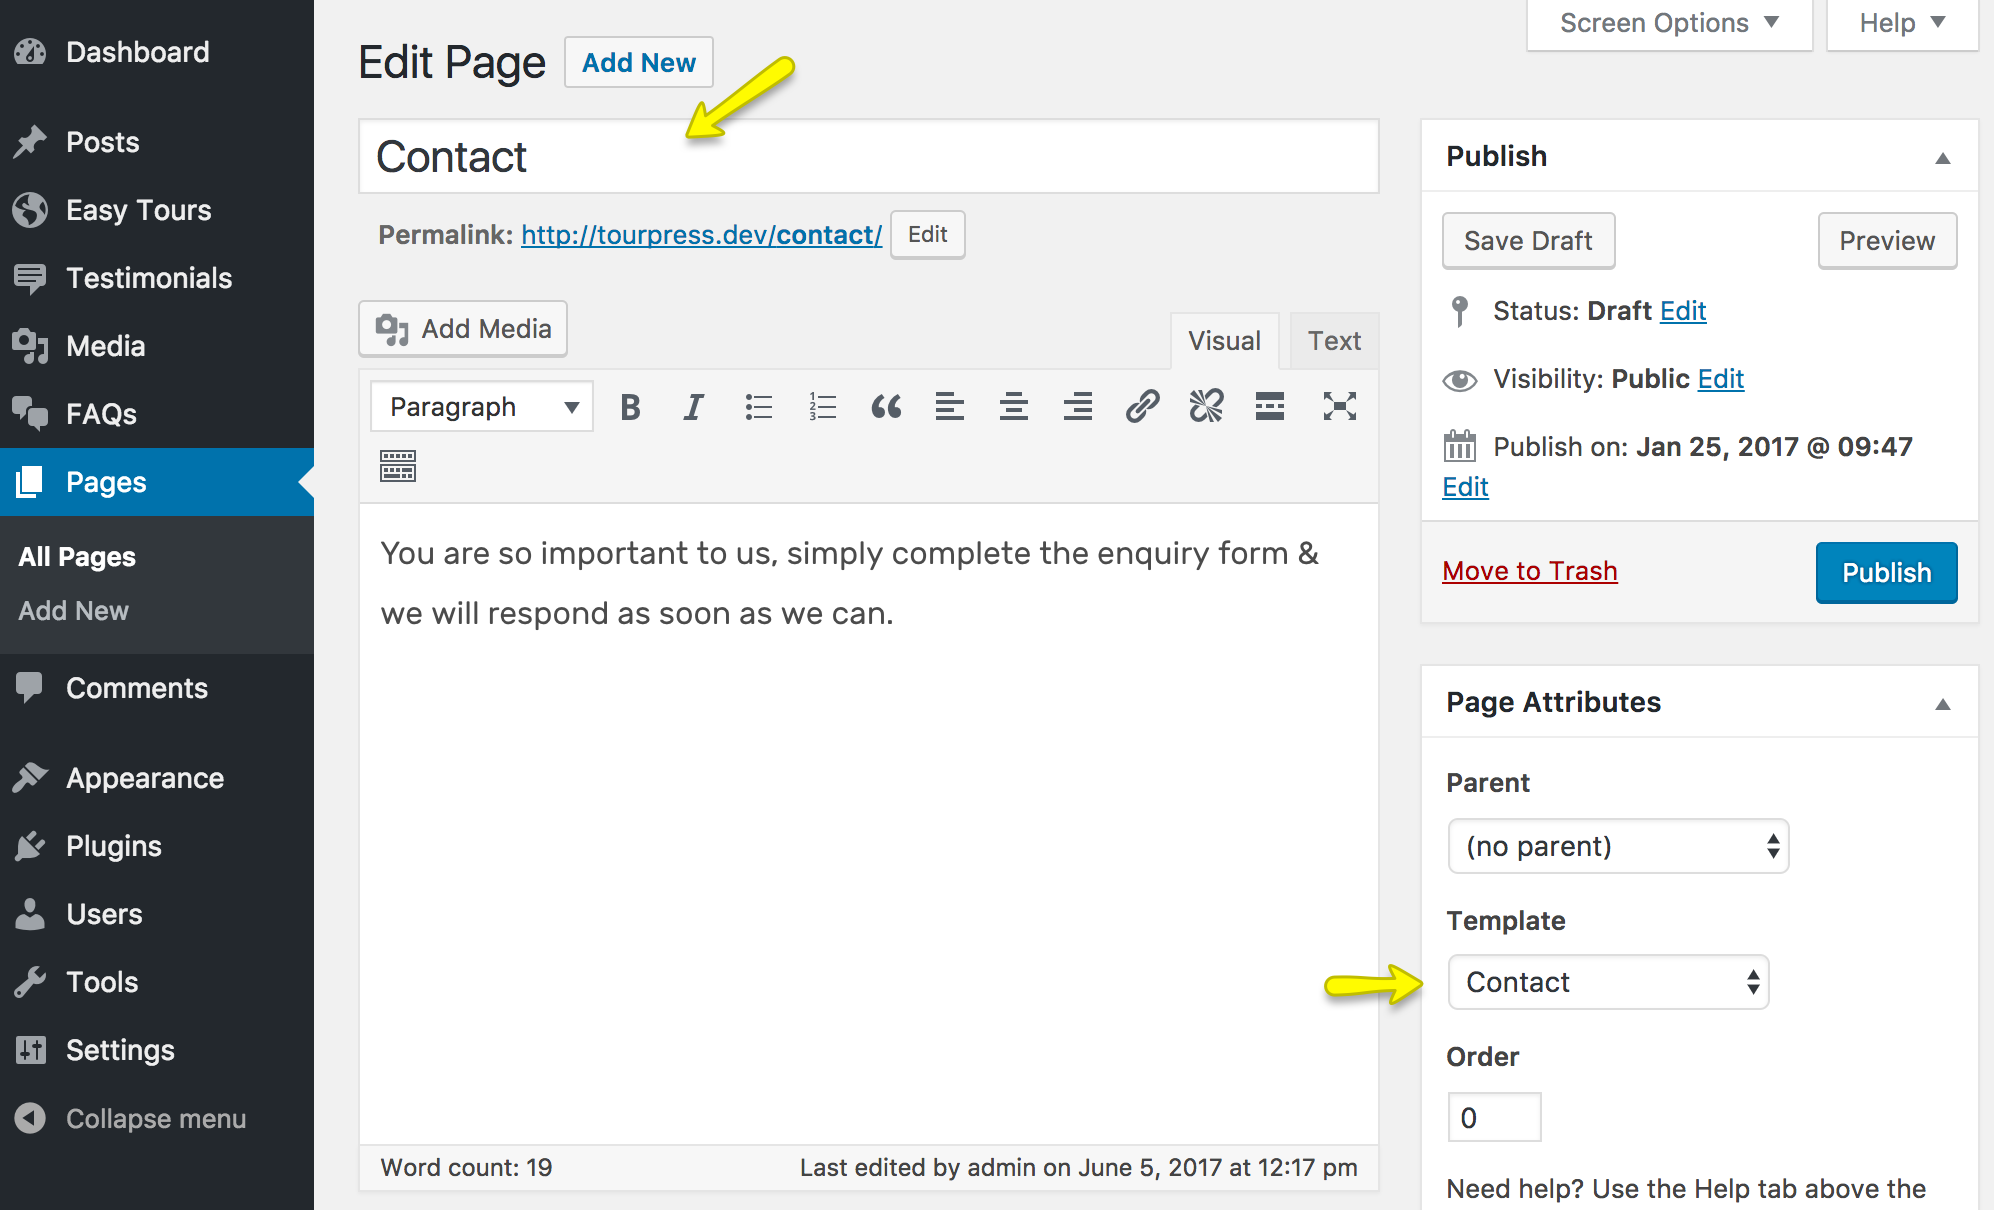 Dashboard
Posts
Easy Tours
Testimonials
Media
FAQs
Pages
All Pages
Add New
Comments
Appearance
Plugins
Users
Tools
Settings
Collapse menu
Screen Options
Help
Edit Page
Add New
Contact
Permalink: http://tourpress.dev/contact/ Edit
Add Media
Visual
Text
Paragraph
B
I
You are so important to us, simply complete the enquiry form &
we will respond as soon as we can.
Word count: 19
Last edited by admin on June 5, 2017 at 12:17 pm
Publish
Save Draft
Preview
Status: Draft Edit
Visibility: Public Edit
Publish on: Jan 25, 2017 @ 09:47
Edit
Move to Trash
Publish
Page Attributes
Parent
(no parent)
Template
Contact
Order
0
Need help? Use the Help tab above the